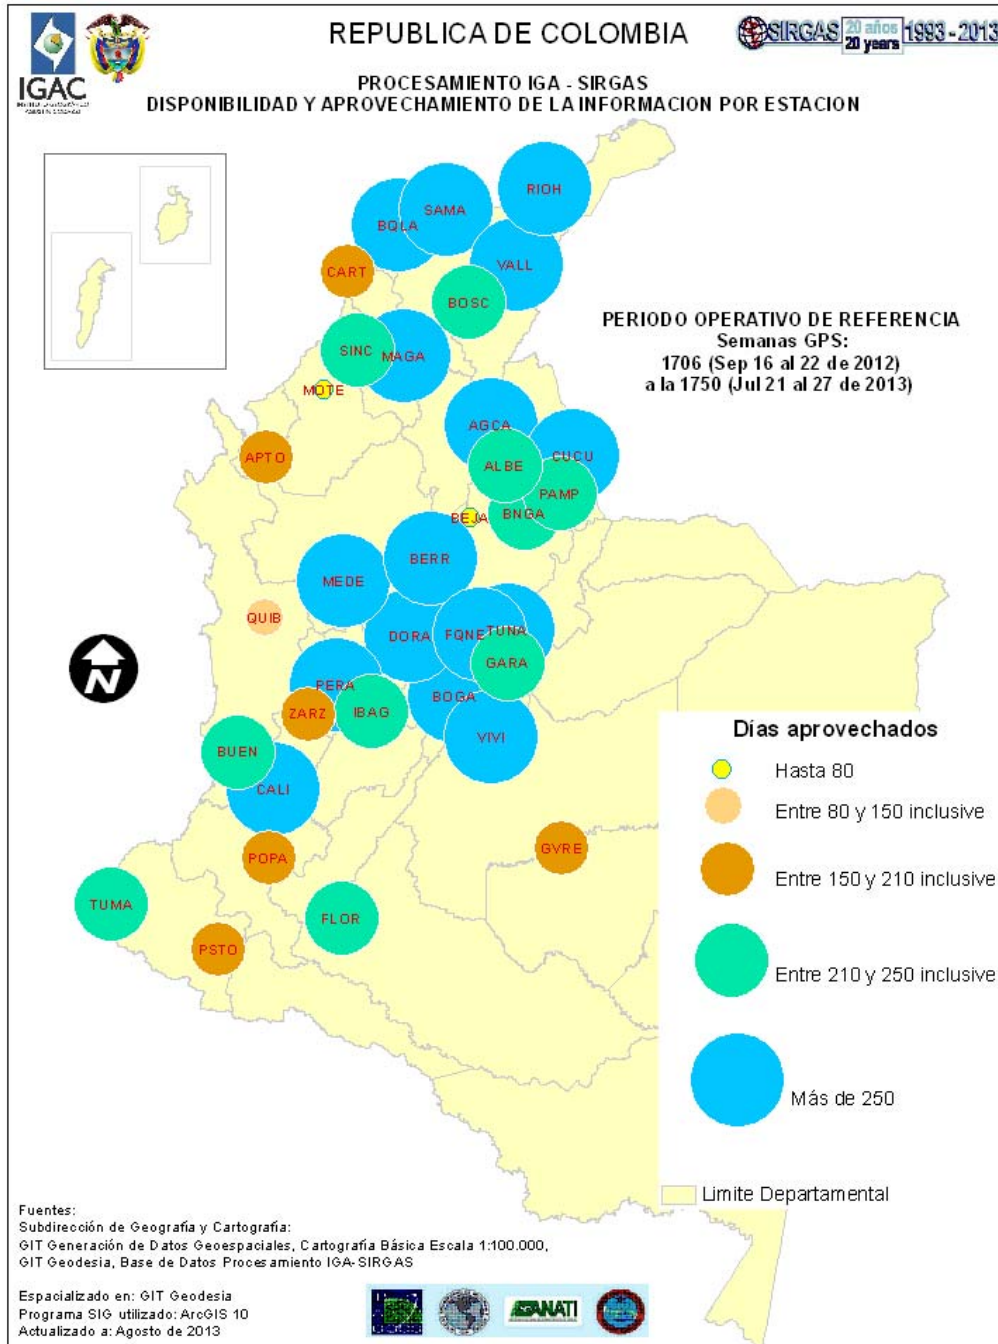 REPUBLICA DE COLOMBIA
SIRGAS 20 años 20 years 1993 - 2013
IGAC
PROCESAMIENTO IGA - SIRGAS
DISPONIBILIDAD Y APROVECHAMIENTO DE LA INFORMACION POR ESTACION
RIOH
SAMA
BQLA
VALL
CART
BOSC
PERIODO OPERATIVO DE REFERENCIA
Semanas GPS:
1706 (Sep 16 al 22 de 2012)
a la 1750 (Jul 21 al 27 de 2013)
SINC
MAGA
MOTE
AGCA
APTO
ALBE
CUCU
PAMP
BEJA
BNGA
BERR
MEDE
QUIB
DORA
FQNE
TUNA
GARA
N
PERA
BOGA
ZARZ
IBAG
VIVI
BUEN
CALI
POPA
GVRE
TUMA
FLOR
PSTO
Días aprovechados
Hasta 80
Entre 80 y 150 inclusive
Entre 150 y 210 inclusive
Entre 210 y 250 inclusive
Más de 250
Limite Departamental
Fuentes:
Subdirección de Geografía y Cartografía:
GIT Generación de Datos Geoespaciales, Cartografía Básica Escala 1:100.000,
GIT Geodesia, Base de Datos Procesamiento IGA-SIRGAS
Espacializado en: GIT Geodesia
Programa SIG utilizado: ArcGIS 10
Actualizado a: Agosto de 2013